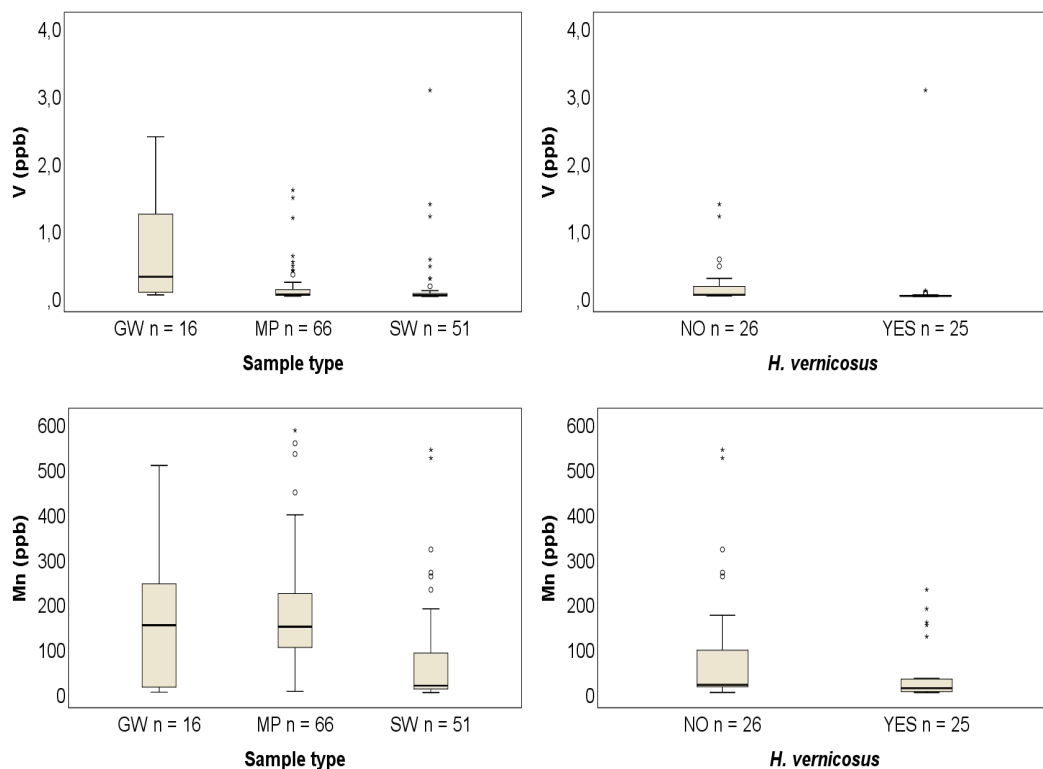 4,0
3,0
2,0
1,0
,0
V (ppb)
GW n = 16 MP n = 66 SW n = 51
Sample type
4,0
3,0
2,0
1,0
,0
V (ppb)
NO n = 26 YES n = 25
H. vernicosus
600
500
400
300
200
100
0
Mn (ppb)
GW n = 16 MP n = 66 SW n = 51
Sample type
600
500
400
300
200
100
0
Mn (ppb)
NO n = 26 YES n = 25
H. vernicosus